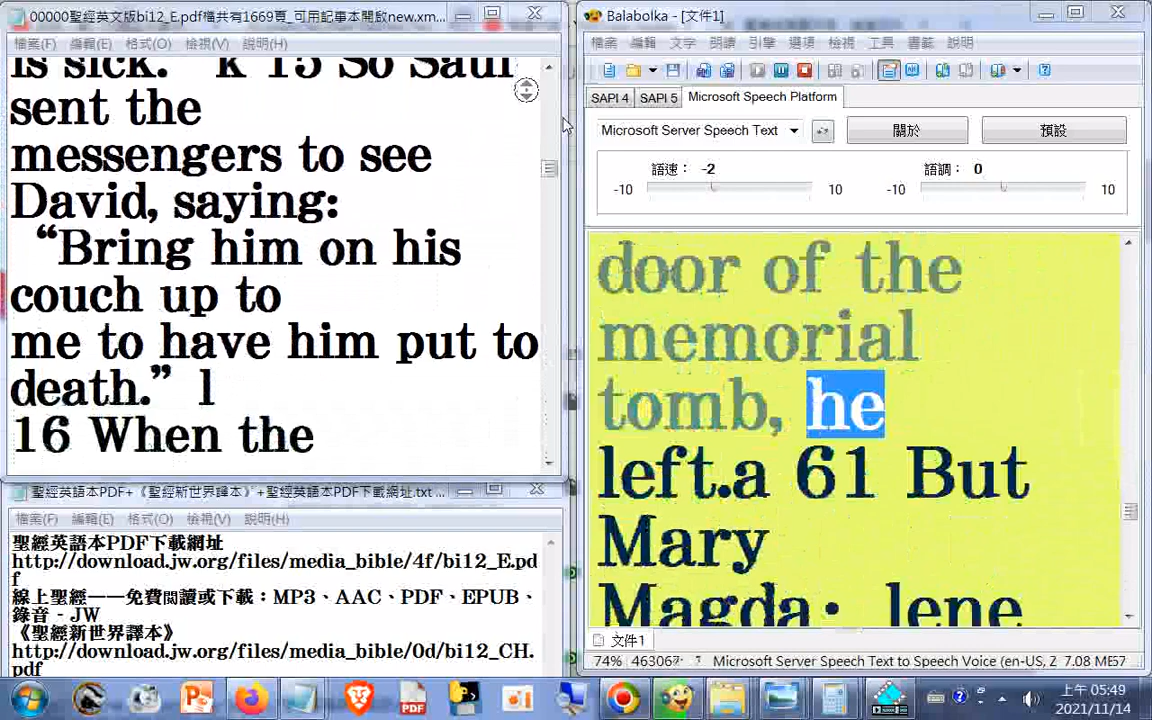 00000聖經英文版bi12_E.pdf檔共有1669頁_可用記事本開啟new.xm...
檔案(F) 編輯(E) 格式(O) 檢視(V) 說明(H)
is sick." k 15 So Saul
sent the
messengers to see
David, saying:
"Bring him on his
couch up to
me to have him put to
death." l
16 When the
聖經英語本PDF+《聖經新世界譯本》+聖經英語本PDF下載網址.txt ...
檔案(F) 編輯(E) 格式(O) 檢視(V) 說明(H)
聖經英語本PDF下載網址
http://download.jw.org/files/media_bible/4f/bi12_E.pd
f
線上聖經——免費閱讀或下載：MP3、AAC、PDF、EPUB、
錄音 - JW
《聖經新世界譯本》
http://download.jw.org/files/media_bible/0d/bi12_CH.
pdf
Balabolka - [文件1]
檔案 編輯 文字 朗讀 引擎 選項 檢視 工具 書籤 說明
SAPI 4 SAPI 5 Microsoft Speech Platform
Microsoft Server Speech Text 關於 預設
語速： -2 語調： 0
-10 10 -10 10
door of the
memorial
tomb, he
left.a 61 But
Mary
Magda· lene
文件1
74% Microsoft Server Speech Text to Speech Voice (en-US, Z 7.08 ME
PDF
上午 05:49
2021/11/14